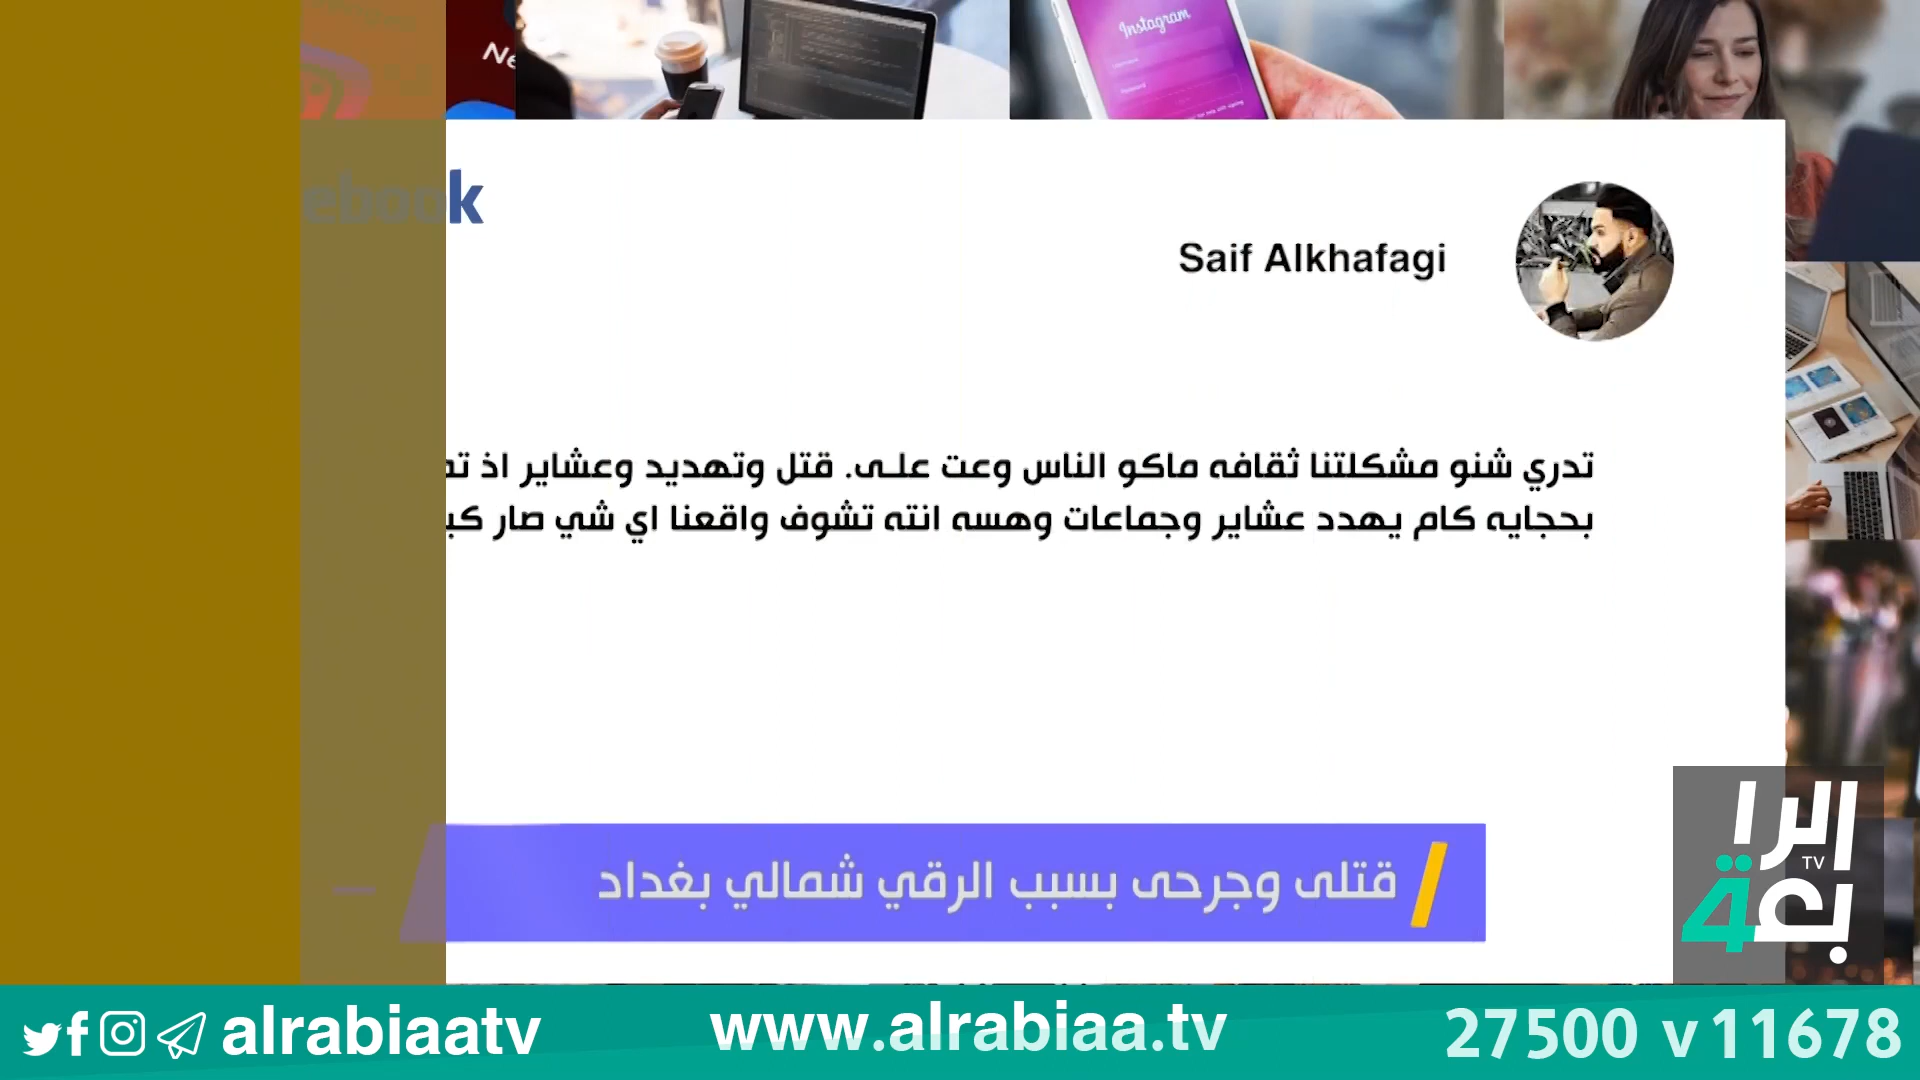 Instagram
ebook
Saif Alkhafagi
تدري شنو مشكلتنا ثقافه ماكو الناس وعت على. قتل وتهديد وعشاير اذ
بحجايه كام يهدد عشاير وجماعات وهسه انته تشوف واقعنا اي شي صار
قتلى وجرحى بسبب الرقي شمالي بغداد
الرابعة
TV
alrabiaatv
www.alrabiaa.tv
27500 v 11678